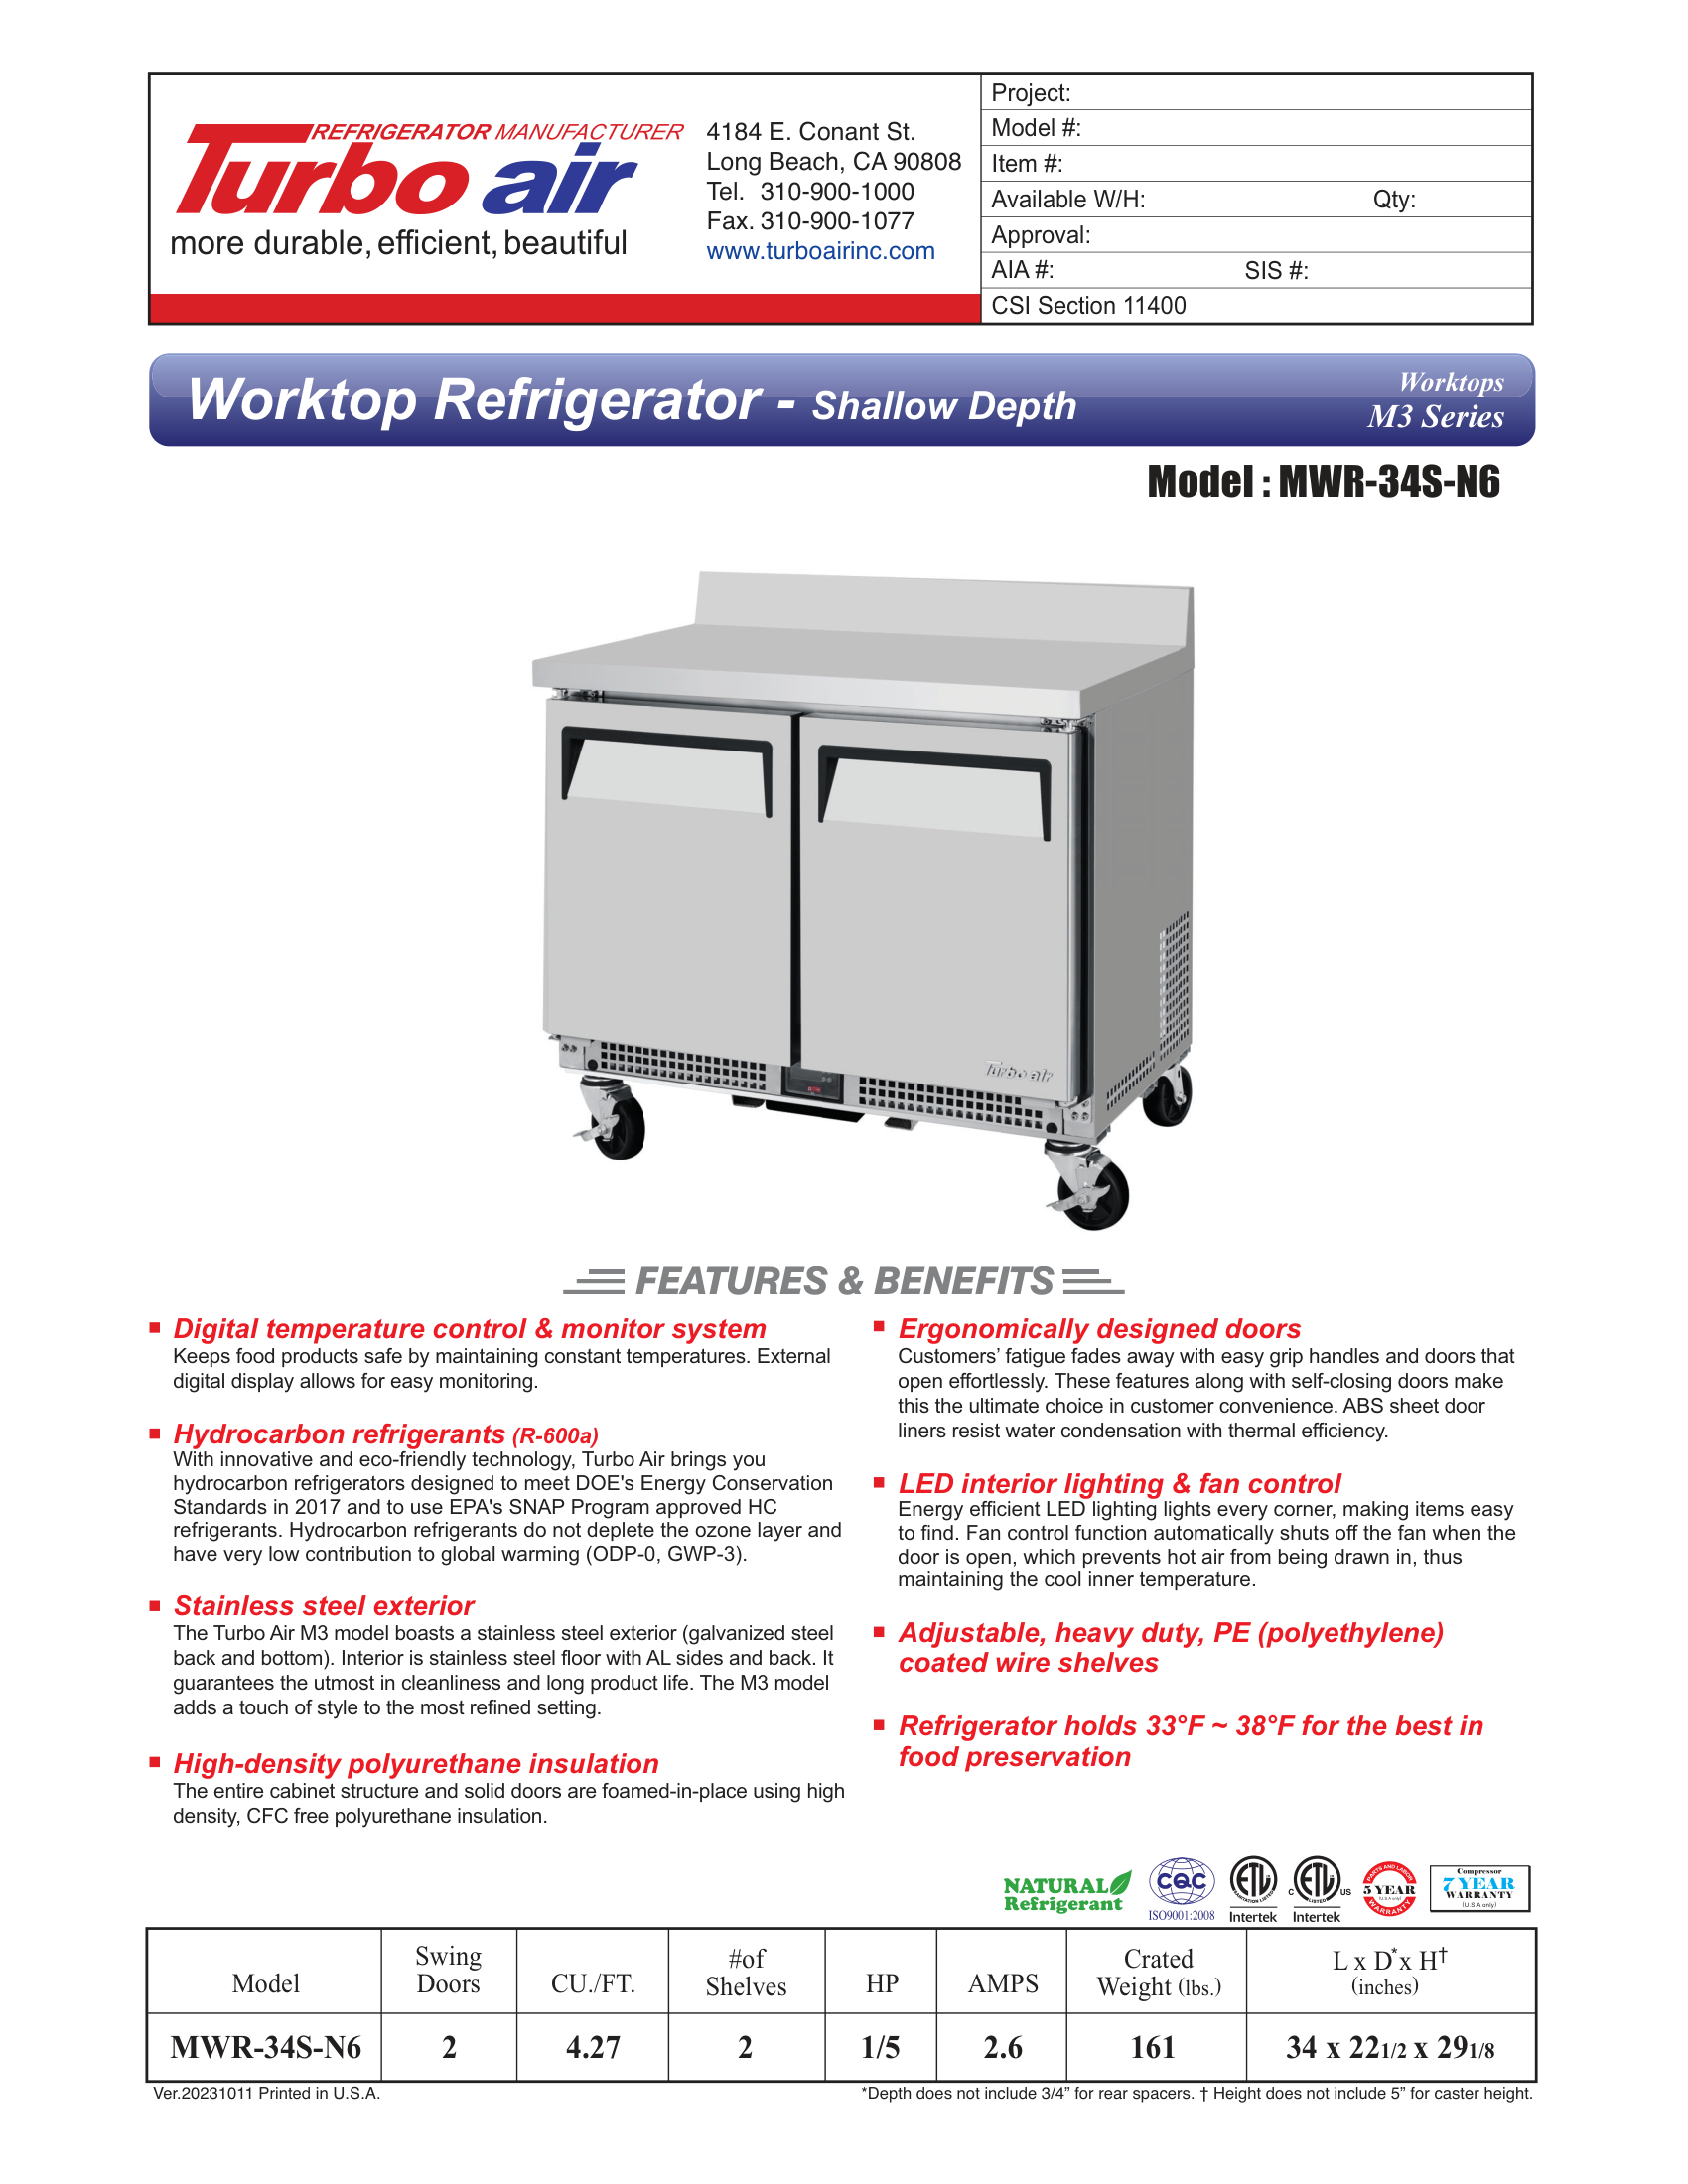 REFRIGERATOR MANUFACTURER
Turbo air
more durable, efficient, beautiful
4184 E. Conant St.
Long Beach, CA 90808
Tel. 310-900-1000
Fax. 310-900-1077
www.turboairinc.com
Project:
Model #:
Item #:
Available W/H: Qty:
Approval:
AIA #: SIS #:
CSI Section 11400
Worktop Refrigerator - Shallow Depth
Worktops
M3 Series
Model : MWR-34S-N6
Turbo air
FEATURES & BENEFITS
Digital temperature control & monitor system
Keeps food products safe by maintaining constant temperatures. External
digital display allows for easy monitoring.
Hydrocarbon refrigerants (R-600a)
With innovative and eco-friendly technology, Turbo Air brings you
hydrocarbon refrigerators designed to meet DOE's Energy Conservation
Standards in 2017 and to use EPA's SNAP Program approved HC
refrigerants. Hydrocarbon refrigerants do not deplete the ozone layer and
have very low contribution to global warming (ODP-0, GWP-3).
Stainless steel exterior
The Turbo Air M3 model boasts a stainless steel exterior (galvanized steel
back and bottom). Interior is stainless steel floor with AL sides and back. It
guarantees the utmost in cleanliness and long product life. The M3 model
adds a touch of style to the most refined setting.
High-density polyurethane insulation
The entire cabinet structure and solid doors are foamed-in-place using high
density, CFC free polyurethane insulation.
Ergonomically designed doors
Customers' fatigue fades away with easy grip handles and doors that
open effortlessly. These features along with self-closing doors make
this the ultimate choice in customer convenience. ABS sheet door
liners resist water condensation with thermal efficiency.
LED interior lighting & fan control
Energy efficient LED lighting lights every corner, making items easy
to find. Fan control function automatically shuts off the fan when the
door is open, which prevents hot air from being drawn in, thus
maintaining the cool inner temperature.
Adjustable, heavy duty, PE (polyethylene)
coated wire shelves
Refrigerator holds 33°F ~ 38°F for the best in
food preservation
NATURAL
Refrigerant
CQC
ISO9001:2008
ETL
SANITATION LISTED
Intertek
C ETL US
LISTED
Intertek
PARTS AND LABOR
5 YEAR
(U.S.A only)
WARRANTY
Compressor
7 YEAR
WARRANTY
(U.S.A only)
Model Swing Doors CU./FT. #of Shelves HP AMPS Crated Weight (lbs.) L x D* x H† (inches)
MWR-34S-N6 2 4.27 2 1/5 2.6 161 34 x 22 1/2 x 29 1/8
Ver.20231011 Printed in U.S.A.
*Depth does not include 3/4” for rear spacers. † Height does not include 5” for caster height.